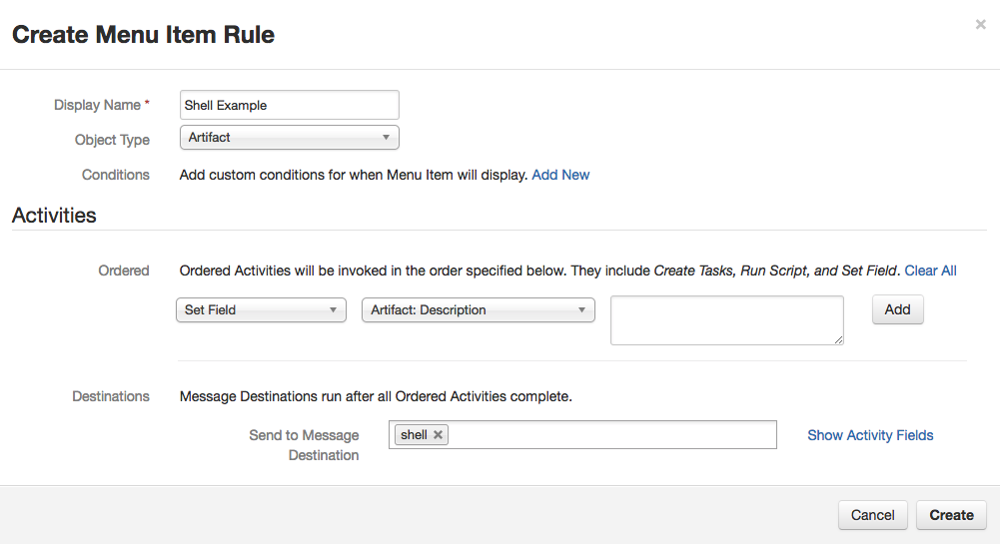 Create Menu Item Rule ×
Display Name * Shell Example
Object Type Artifact
Conditions Add custom conditions for when Menu Item will display. Add New
Activities
Ordered Ordered Activities will be invoked in the order specified below. They include Create Tasks, Run Script, and Set Field. Clear All
Set Field Artifact: Description Add
Destinations Message Destinations run after all Ordered Activities complete.
Send to Message shell × Show Activity Fields
Destination
Cancel Create